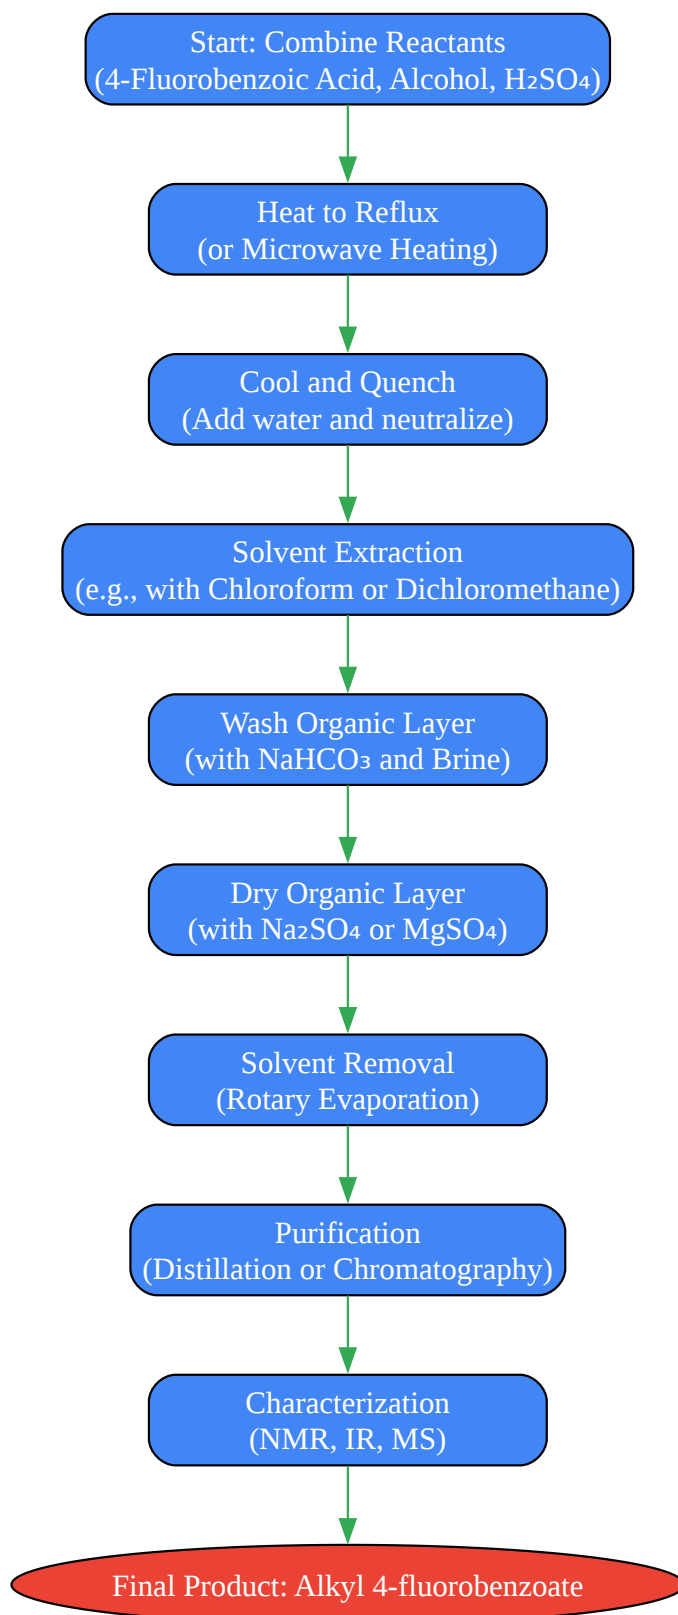 Start: Combine Reactants
(4-Fluorobenzoic Acid, Alcohol, H₂SO₄)
Heat to Reflux
(or Microwave Heating)
Cool and Quench
(Add water and neutralize)
Solvent Extraction
(e.g., with Chloroform or Dichloromethane)
Wash Organic Layer
(with NaHCO₃ and Brine)
Dry Organic Layer
(with Na₂SO₄ or MgSO₄)
Solvent Removal
(Rotary Evaporation)
Purification
(Distillation or Chromatography)
Characterization
(NMR, IR, MS)
Final Product: Alkyl 4-fluorobenzoate